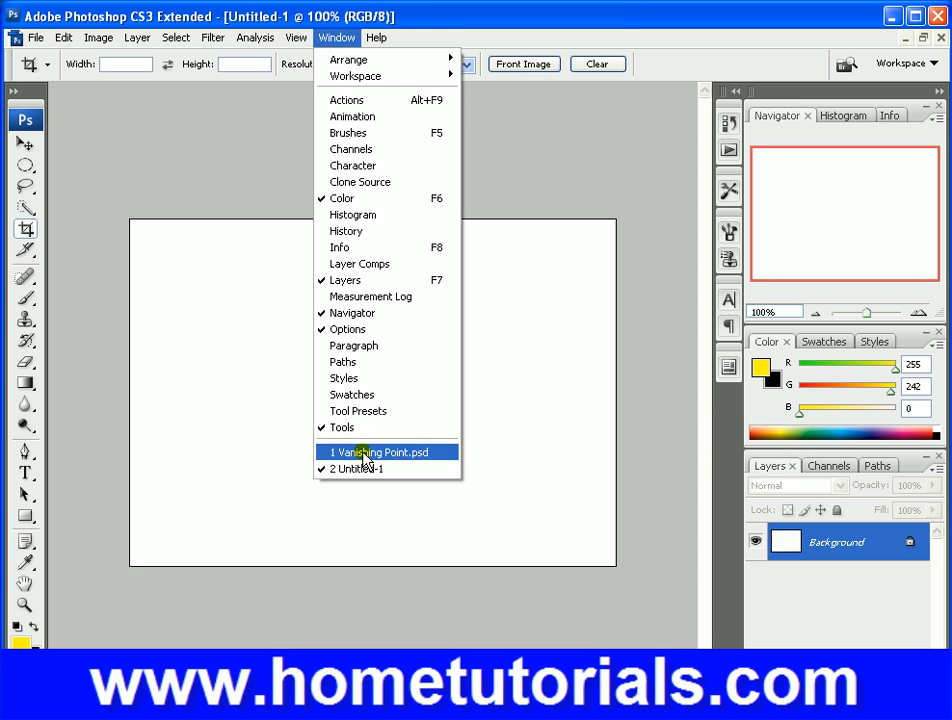 Adobe Photoshop CS3 Extended - [Untitled-1 @ 100% (RGB/8)]
File Edit Image Layer Select Filter Analysis View Window Help
Width: Height: Resolut Front Image Clear Workspace
Ps
Arrange
Workspace
Actions Alt+F9
Animation
Brushes F5
Channels
Character
Clone Source
Color F6
Histogram
History
Info F8
Layer Comps
Layers F7
Measurement Log
Navigator
Options
Paragraph
Paths
Styles
Swatches
Tool Presets
Tools
1 Vanishing Point.psd
2 Untitled-1
Navigator Histogram Info
100%
Color Swatches Styles
R 255
G 242
B 0
Layers Channels Paths
Normal Opacity: 100%
Lock: Fill: 100%
Background
www.hometutorials.com